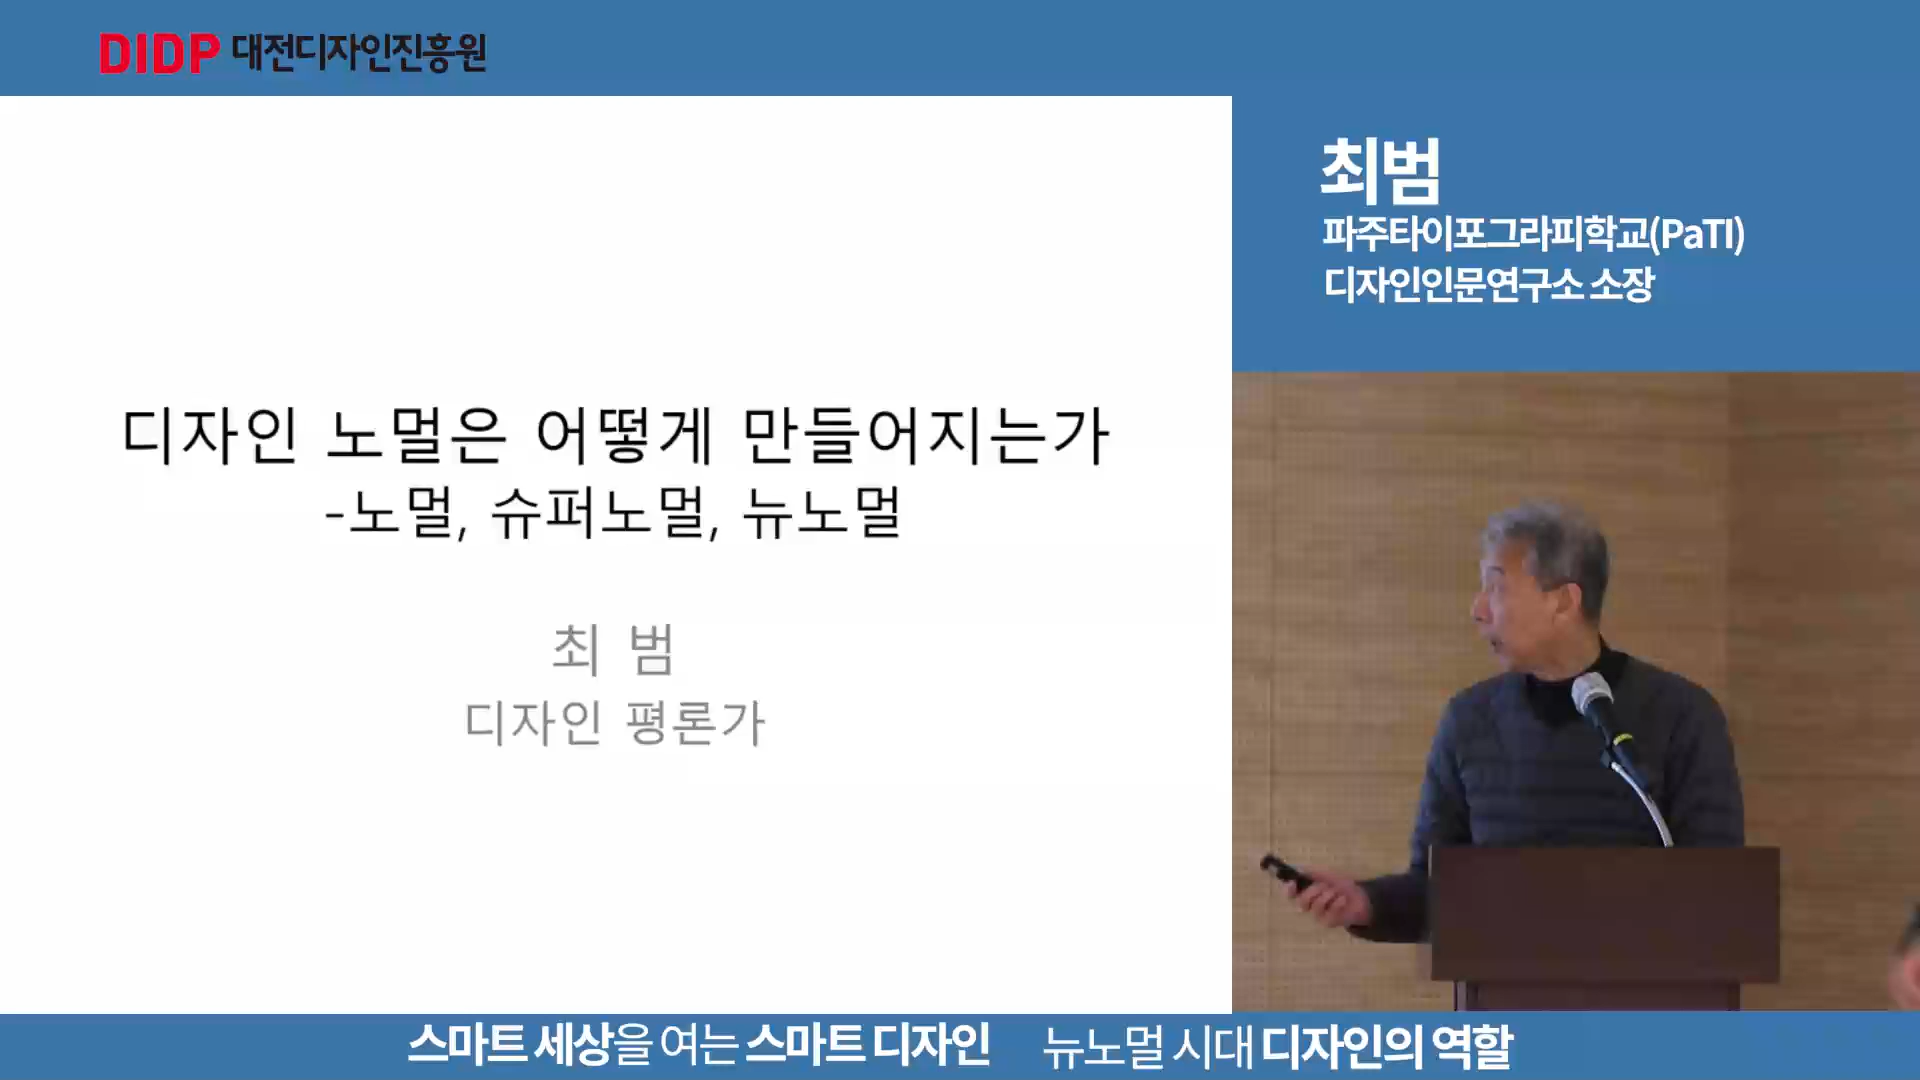 DIDP 대전디자인진흥원
최범
파주타이포그라피학교(PaTI)
디자인인문연구소 소장
디자인 노멀은 어떻게 만들어지는가
-노멀, 슈퍼노멀, 뉴노멀
최 범
디자인 평론가
스마트 세상을 여는 스마트 디자인 뉴노멀 시대 디자인의 역할